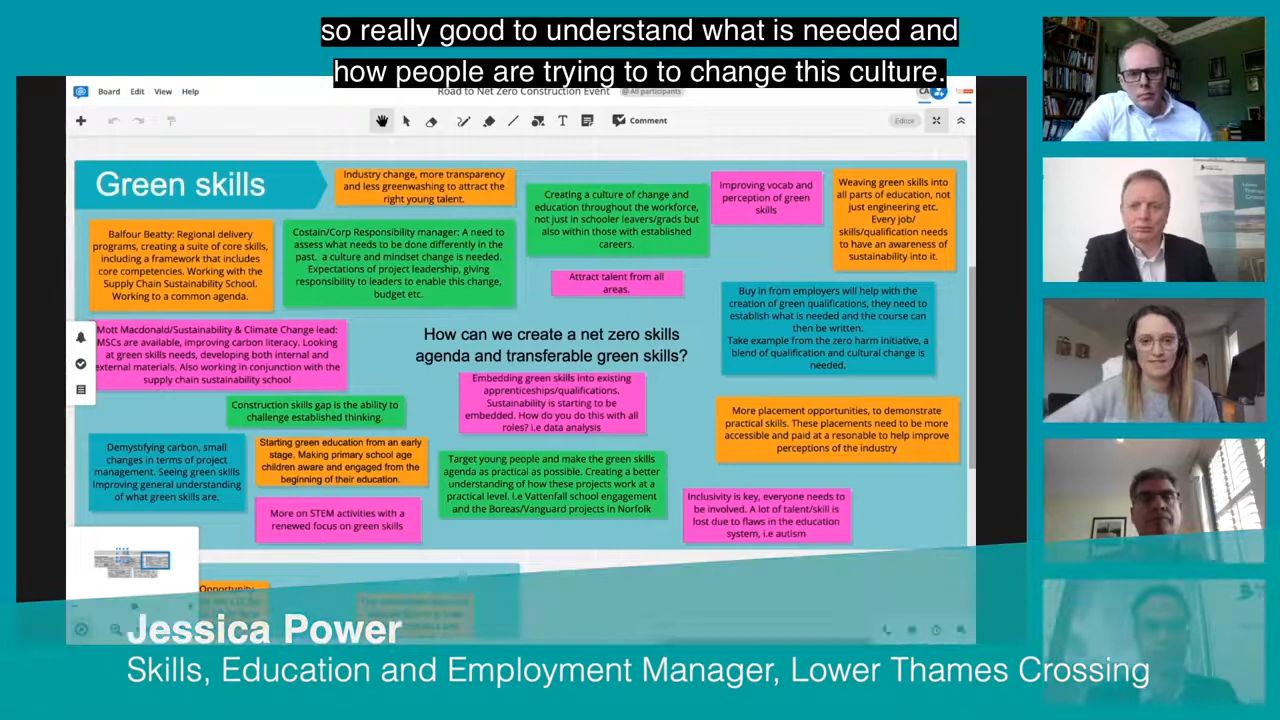 so really good to understand what is needed and
how people are trying to to change this culture.
Board Edit View Help
Road to Net Zero Construction Event
@ All participants
CA
T
Comment
Editor
Green skills
Industry change, more transparency
and less greenwashing to attract the
right young talent.
Creating a culture of change and
education throughout the workforce,
not just in schooler leavers/grads but
also within those with established
careers.
Improving vocab and
perception of green
skills
Weaving green skills into
all parts of education, not
just engineering etc.
Every job/
skills/qualification needs
to have an awareness of
sustainability into it.
Balfour Beatty: Regional delivery
programs, creating a suite of core skills,
including a framework that includes
core competencies. Working with the
Supply Chain Sustainability School.
Working to a common agenda.
Costain/Corp Responsibility manager: A need to
assess what needs to be done differently in the
past. a culture and mindset change is needed.
Expectations of project leadership, giving
responsibility to leaders to enable this change,
budget etc.
Attract talent from all
areas.
Buy in from employers will help with the
creation of green qualifications, they need to
establish what is needed and the course can
then be written.
Take example from the zero harm initiative, a
blend of qualification and cultural change is
needed.
Mott Macdonald/Sustainability & Climate Change lead:
MSCs are available, improving carbon literacy. Looking
at green skills needs, developing both internal and
external materials. Also working in conjunction with the
supply chain sustainability school
How can we create a net zero skills
agenda and transferable green skills?
Embedding green skills into existing
apprenticeships/qualifications.
Sustainability is starting to be
embedded. How do you do this with all
roles? i.e data analysis
Construction skills gap is the ability to
challenge established thinking.
More placement opportunities, to demonstrate
practical skills. These placements need to be more
accessible and paid at a resonable to help improve
perceptions of the industry
Demystifying carbon, small
changes in terms of project
management. Seeing green skills
Improving general understanding
of what green skills are.
Starting green education from an early
stage. Making primary school age
children aware and engaged from the
beginning of their education.
Target young people and make the green skills
agenda as practical as possible. Creating a better
understanding of how these projects work at a
practical level. I.e Vattenfall school engagement
and the Boreas/Vanguard projects in Norfolk
More on STEM activities with a
renewed focus on green skills
Inclusivity is key, everyone needs to
be involved. A lot of talent/skill is
lost due to flaws in the education
system, i.e autism
Opportunity
Jessica Power
Skills, Education and Employment Manager, Lower Thames Crossing